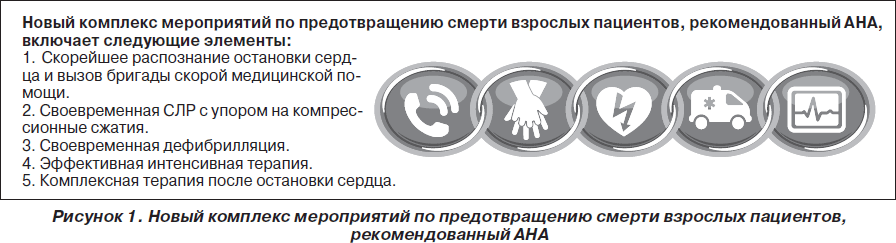 Новый комплекс мероприятий по предотвращению смерти взрослых пациентов, рекомендованный АНА,
включает следующие элементы:
1. Скорейшее распознание остановки серд-
ца и вызов бригады скорой медицинской по-
мощи.
2. Своевременная СЛР с упором на компрес-
сионные сжатия.
3. Своевременная дефибрилляция.
4. Эффективная интенсивная терапия.
5. Комплексная терапия после остановки сердца.
Рисунок 1. Новый комплекс мероприятий по предотвращению смерти взрослых пациентов,
рекомендованный АНА